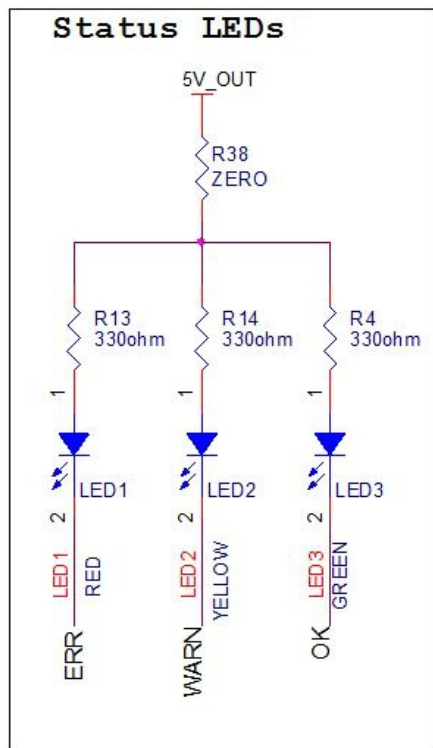 Status LEDs
5V_OUT
R38
ZERO
R13
330ohm
R14
330ohm
R4
330ohm
1
1
1
LED1
LED2
LED3
2
2
2
LED1
RED
LED2
YELLOW
LED3
GREEN
ERR
WARN
OK